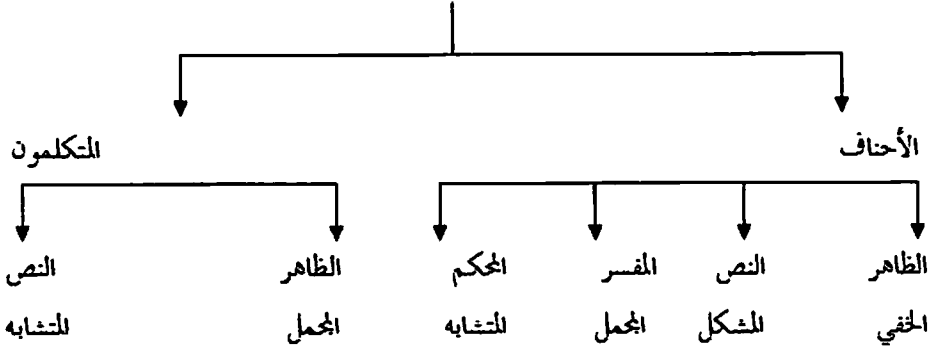 الأحناف المتكلمون
الظاهر النص المفسر المحكم الظاهر النص
الخفي المشكل المجمل المتشابه المجمل المتشابه